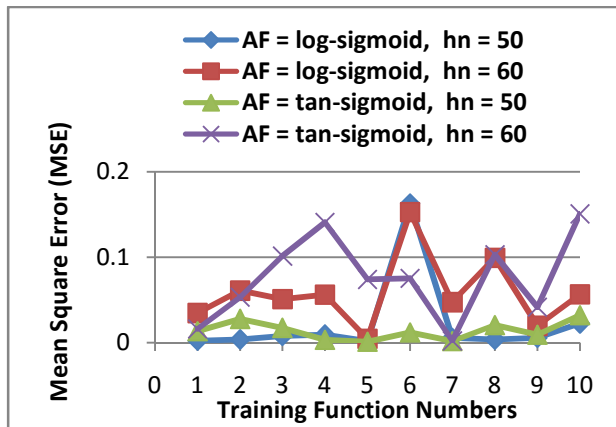 AF = log-sigmoid, hn = 50
AF = log-sigmoid, hn = 60
AF = tan-sigmoid, hn = 50
AF = tan-sigmoid, hn = 60
Mean Square Error (MSE)
0.2
0.1
0
0 1 2 3 4 5 6 7 8 9 10
Training Function Numbers